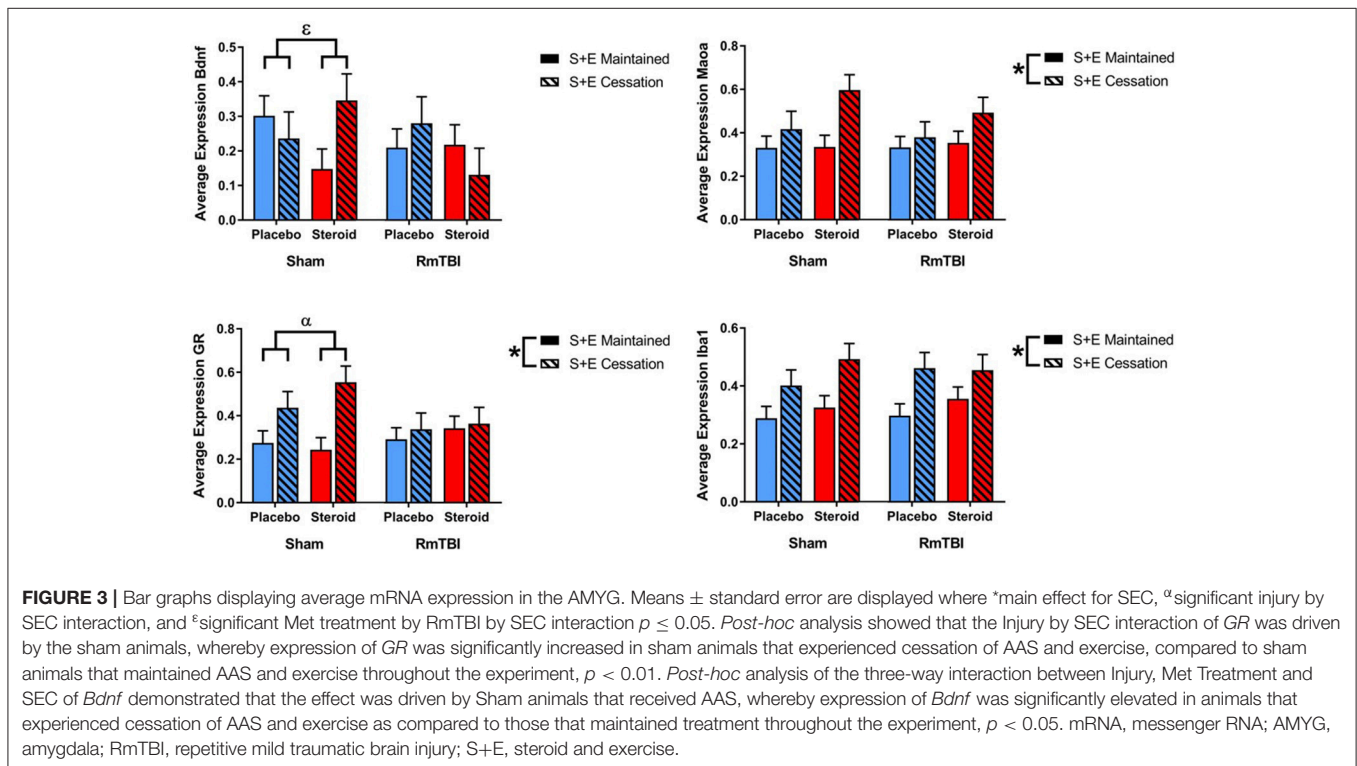 ε
Average Expression Bdnf
0.5
0.4
0.3
0.2
0.1
0.0
Placebo Steroid Placebo Steroid
Sham RmTBI
S+E Maintained
S+E Cessation
Average Expression Maoa
0.8
0.6
0.4
0.2
0.0
Placebo Steroid Placebo Steroid
Sham RmTBI
* S+E Maintained
S+E Cessation
α
Average Expression GR
0.8
0.6
0.4
0.2
0.0
Placebo Steroid Placebo Steroid
Sham RmTBI
* S+E Maintained
S+E Cessation
Average Expression Iba1
0.6
0.4
0.2
0.0
Placebo Steroid Placebo Steroid
Sham RmTBI
* S+E Maintained
S+E Cessation
FIGURE 3 | Bar graphs displaying average mRNA expression in the AMYG. Means ± standard error are displayed where *main effect for SEC, αsignificant injury by
SEC interaction, and εsignificant Met treatment by RmTBI by SEC interaction p ≤ 0.05. Post-hoc analysis showed that the Injury by SEC interaction of GR was driven
by the sham animals, whereby expression of GR was significantly increased in sham animals that experienced cessation of AAS and exercise, compared to sham
animals that maintained AAS and exercise throughout the experiment, p < 0.01. Post-hoc analysis of the three-way interaction between Injury, Met Treatment and
SEC of Bdnf demonstrated that the effect was driven by Sham animals that received AAS, whereby expression of Bdnf was significantly elevated in animals that
experienced cessation of AAS and exercise as compared to those that maintained treatment throughout the experiment, p < 0.05. mRNA, messenger RNA; AMYG,
amygdala; RmTBI, repetitive mild traumatic brain injury; S+E, steroid and exercise.